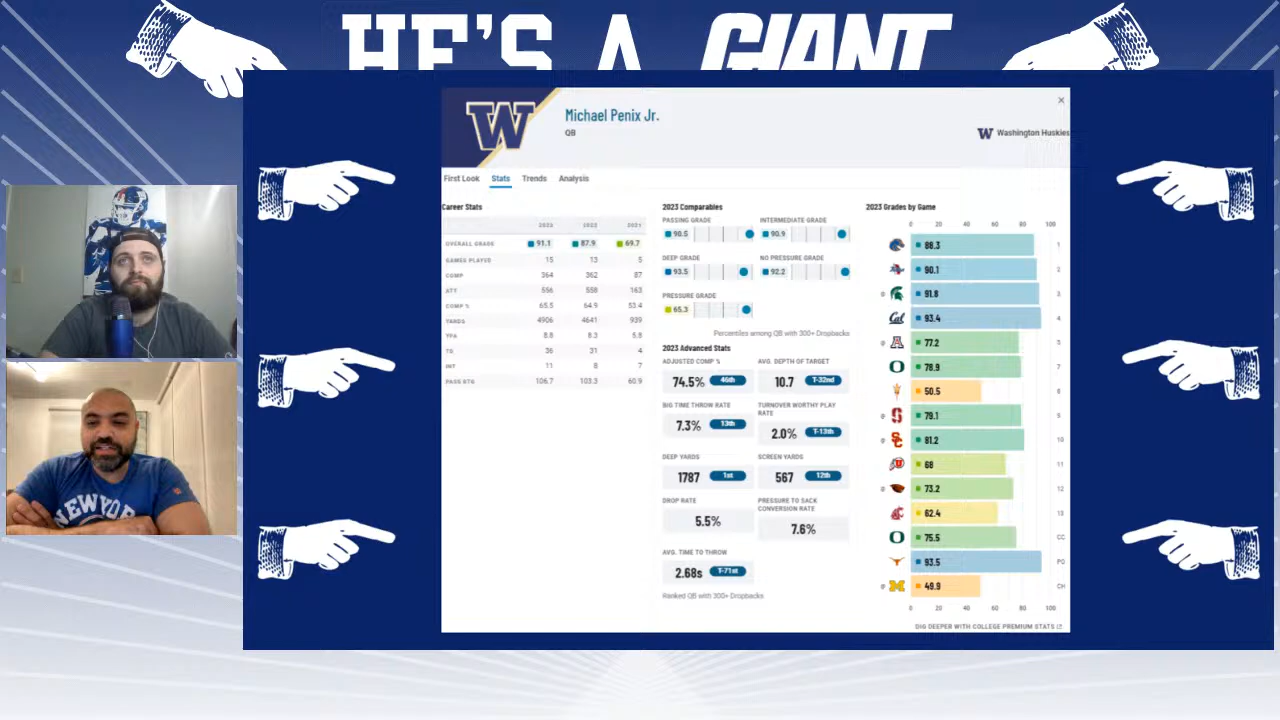 HE'S A GIANT
W
Michael Penix Jr.
QB
×
W Washington Huskies
First Look Stats Trends Analysis
Career Stats
2023 2022 2021
OVERALL GRADE 91.1 87.9 69.7
GAMES PLAYED 15 13 5
COMP 364 362 87
ATT 556 558 163
COMP % 65.5 64.9 53.4
YARDS 4906 4641 939
YPA 8.8 8.3 5.8
TD 36 31 4
INT 11 8 7
PASS RTG 106.7 103.3 60.9
2023 Comparables
PASSING GRADE INTERMEDIATE GRADE
90.5 90.9
DEEP GRADE NO PRESSURE GRADE
93.5 92.2
PRESSURE GRADE
65.3
Percentiles among QB with 300+ Dropbacks
2023 Advanced Stats
ADJUSTED COMP % AVG. DEPTH OF TARGET
74.5% 46th 10.7 T-32nd
BIG TIME THROW RATE TURNOVER WORTHY PLAY
RATE
7.3% 13th 2.0% T-13th
DEEP YARDS SCREEN YARDS
1787 1st 567 12th
DROP RATE PRESSURE TO SACK
CONVERSION RATE
5.5% 7.6%
AVG. TIME TO THROW
2.68s T-71st
Ranked QB with 300+ Dropbacks
2023 Grades by Game
0 20 40 60 80 100
88.3 1
90.1 2
@ 91.8 3
Cal 93.4 4
@ A 77.2 5
O 78.9 7
50.5 8
@ S 79.1 9
@ SC 81.2 10
U 68 11
@ 73.2 12
62.4 13
O 75.5 CC
93.5 PO
@ M 49.9 CH
0 20 40 60 80 100
DIG DEEPER WITH COLLEGE PREMIUM STATS
NEW YORK